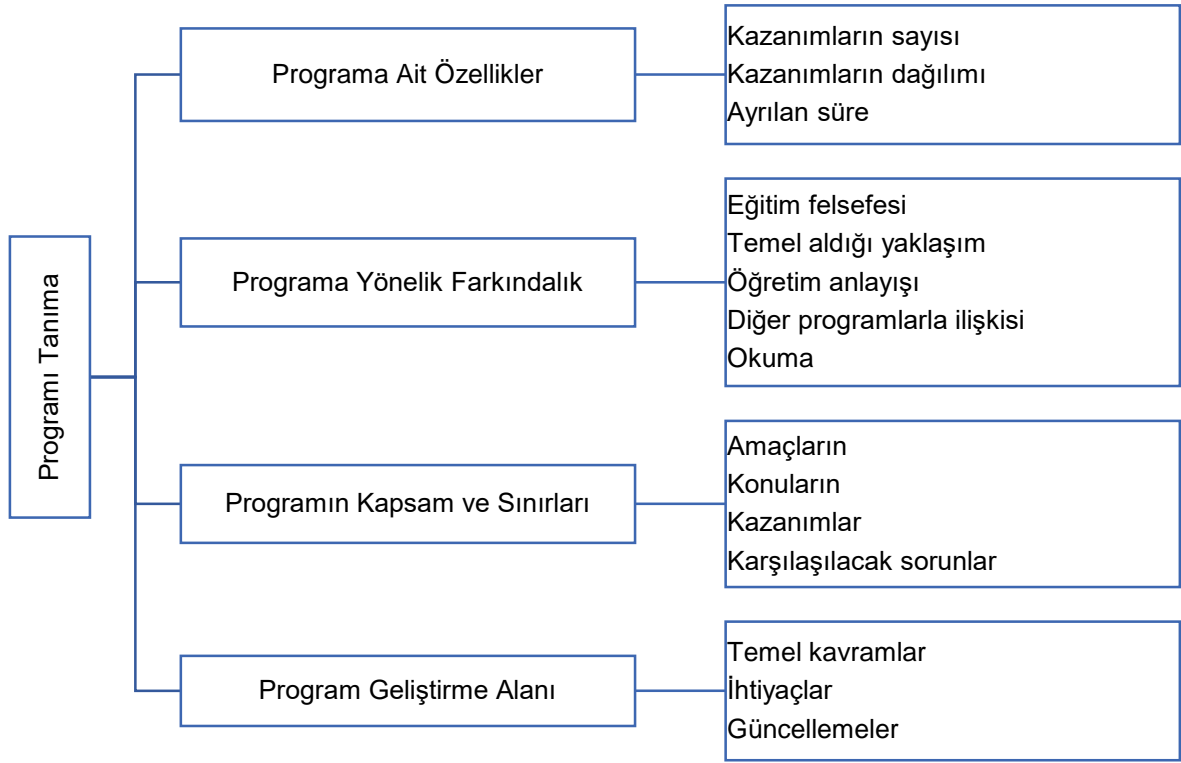 Programı Tanıma
Programa Ait Özellikler
Kazanımların sayısı
Kazanımların dağılımı
Ayrılan süre
Programa Yönelik Farkındalık
Eğitim felsefesi
Temel aldığı yaklaşım
Öğretim anlayışı
Diğer programlarla ilişkisi
Okuma
Programın Kapsam ve Sınırları
Amaçların
Konuların
Kazanımlar
Karşılaşılacak sorunlar
Program Geliştirme Alanı
Temel kavramlar
İhtiyaçlar
Güncellemeler